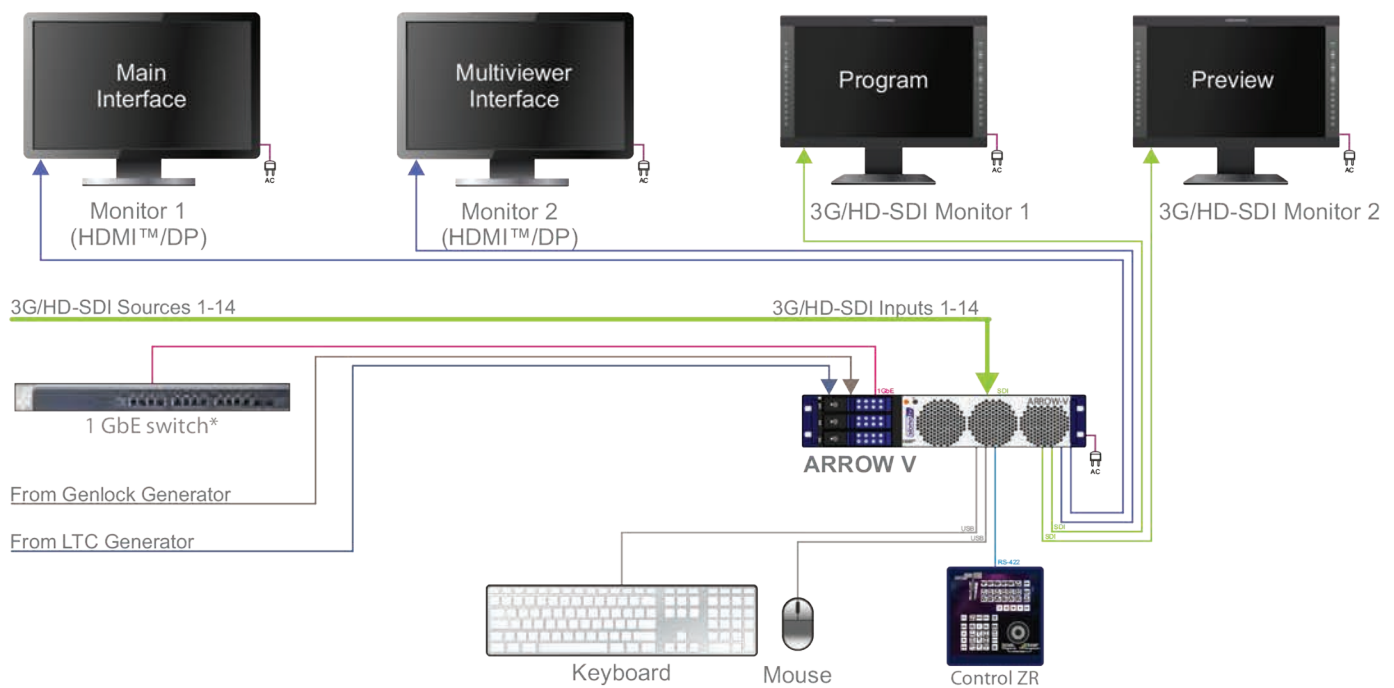 Main
Interface
Multiviewer
Interface
Program
Preview
AC
AC
AC
AC
Monitor 1
(HDMI™/DP)
Monitor 2
(HDMI™/DP)
3G/HD-SDI Monitor 1
3G/HD-SDI Monitor 2
3G/HD-SDI Sources 1-14
3G/HD-SDI Inputs 1-14
1GbE
SDI
ARROW-V
1 GbE switch*
ARROW V
AC
From Genlock Generator
From LTC Generator
USB
USB
SDI
SDI
RS-422
Keyboard
Mouse
Control ZR